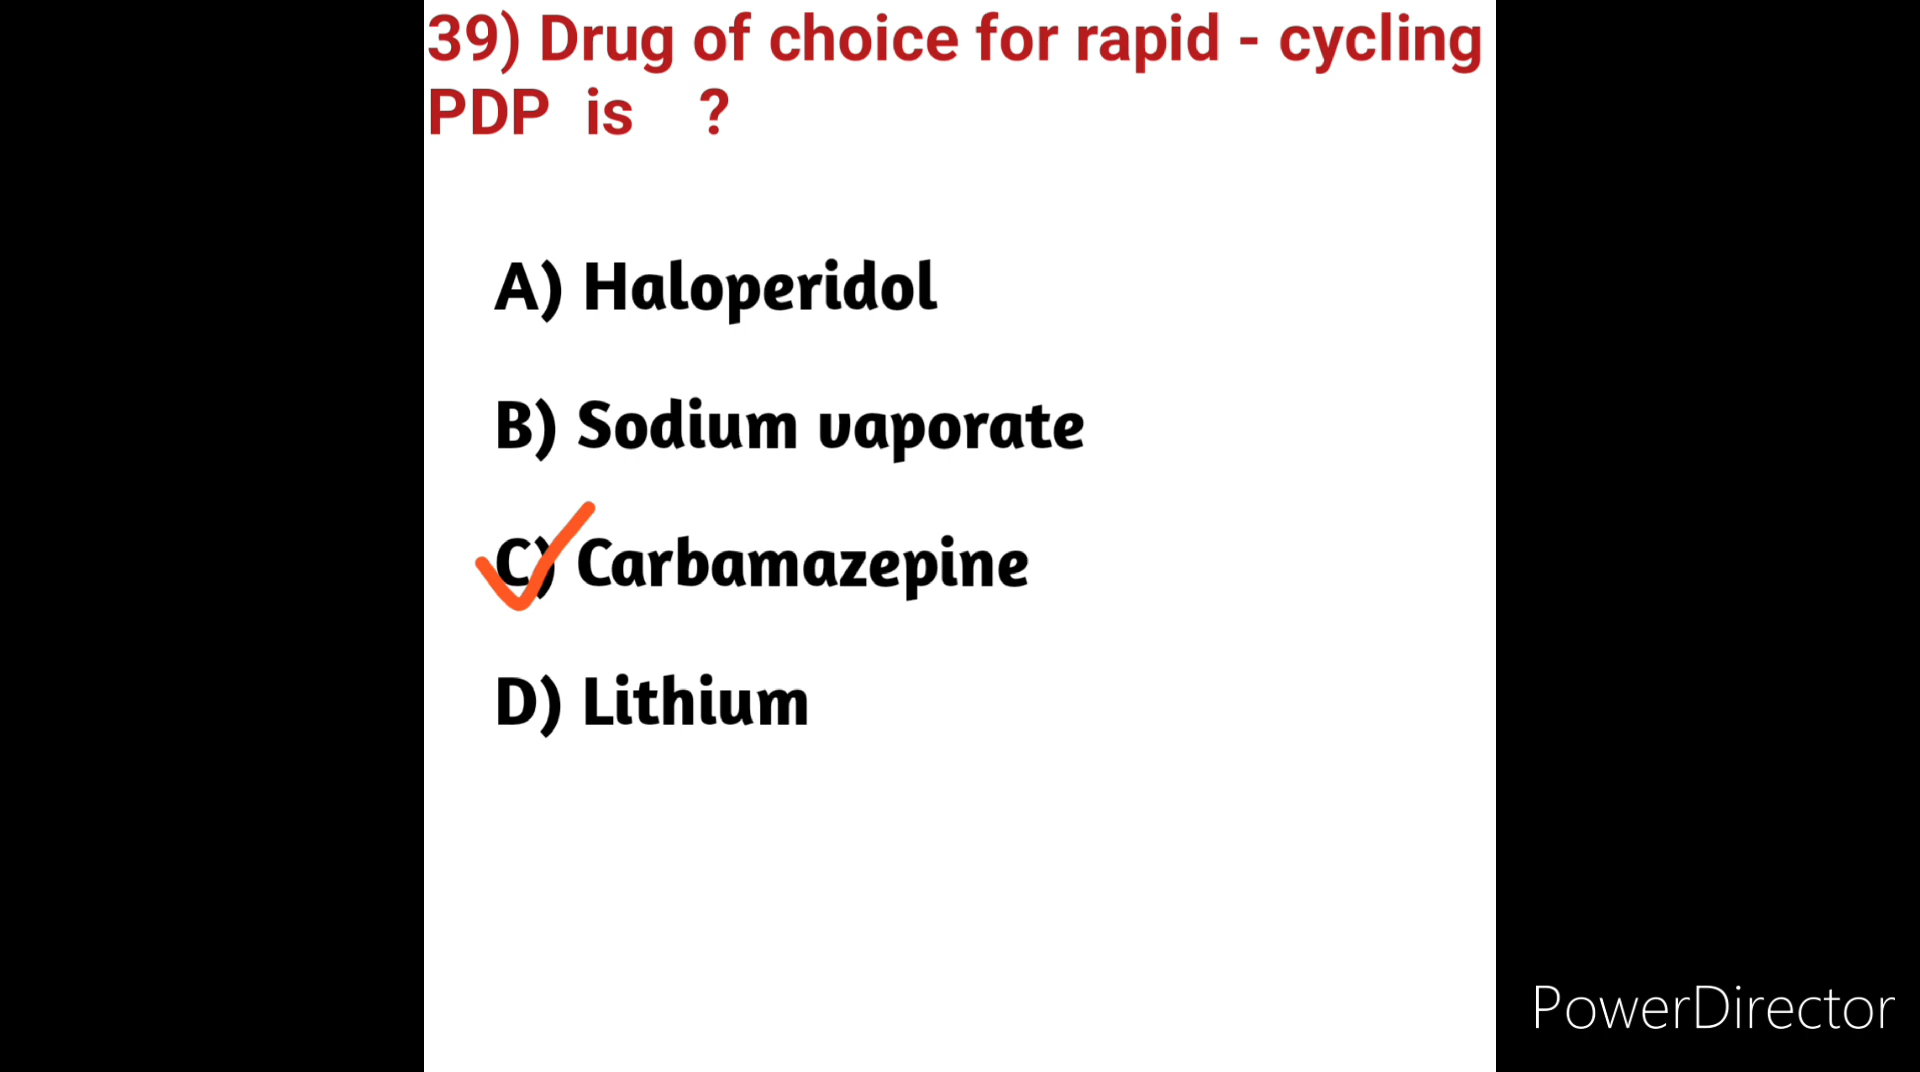 39) Drug of choice for rapid - cycling
PDP is ?
A) Haloperidol
B) Sodium vaporate
C) Carbamazepine
D) Lithium
PowerDirector